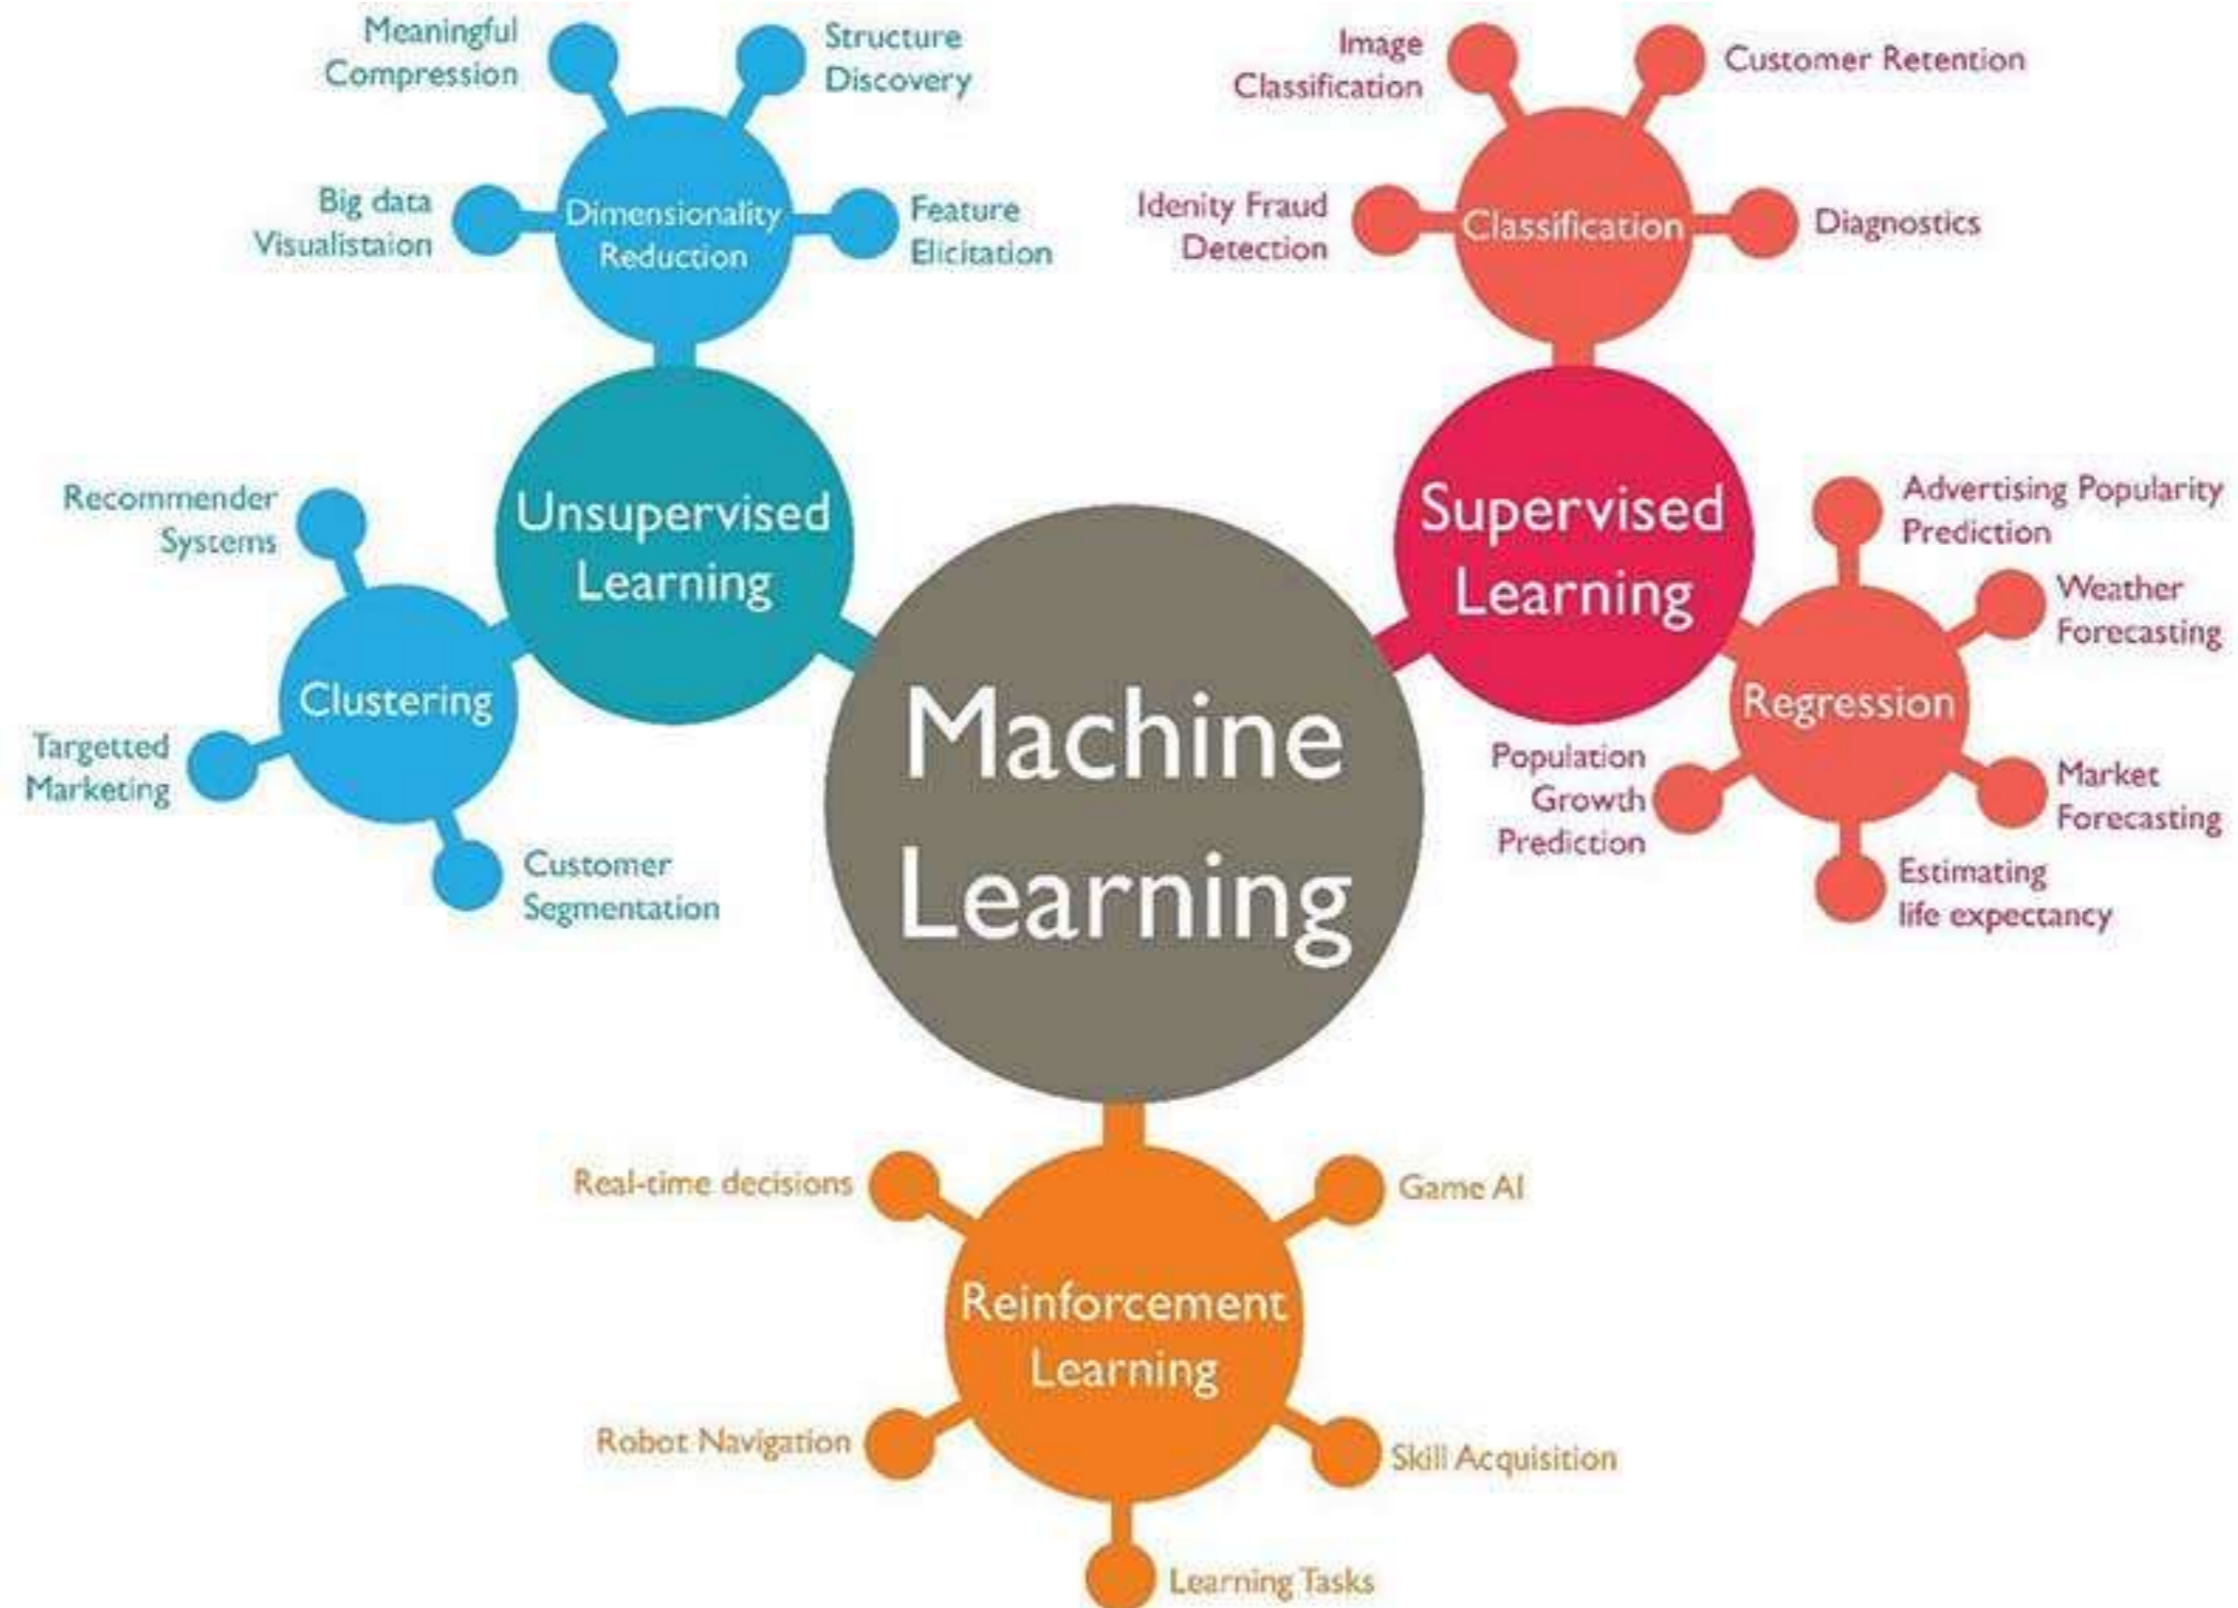 Meaningful
Compression
Structure
Discovery
Big data
Visualistaion
Dimensionality
Reduction
Feature
Elicitation
Image
Classification
Customer Retention
Idenity Fraud
Detection
Classification
Diagnostics
Unsupervised
Learning
Recommender
Systems
Clustering
Targetted
Marketing
Customer
Segmentation
Supervised
Learning
Advertising Popularity
Prediction
Weather
Forecasting
Regression
Population
Growth
Prediction
Market
Forecasting
Estimating
life expectancy
Machine
Learning
Real-time decisions
Game AI
Reinforcement
Learning
Robot Navigation
Skill Acquisition
Learning Tasks